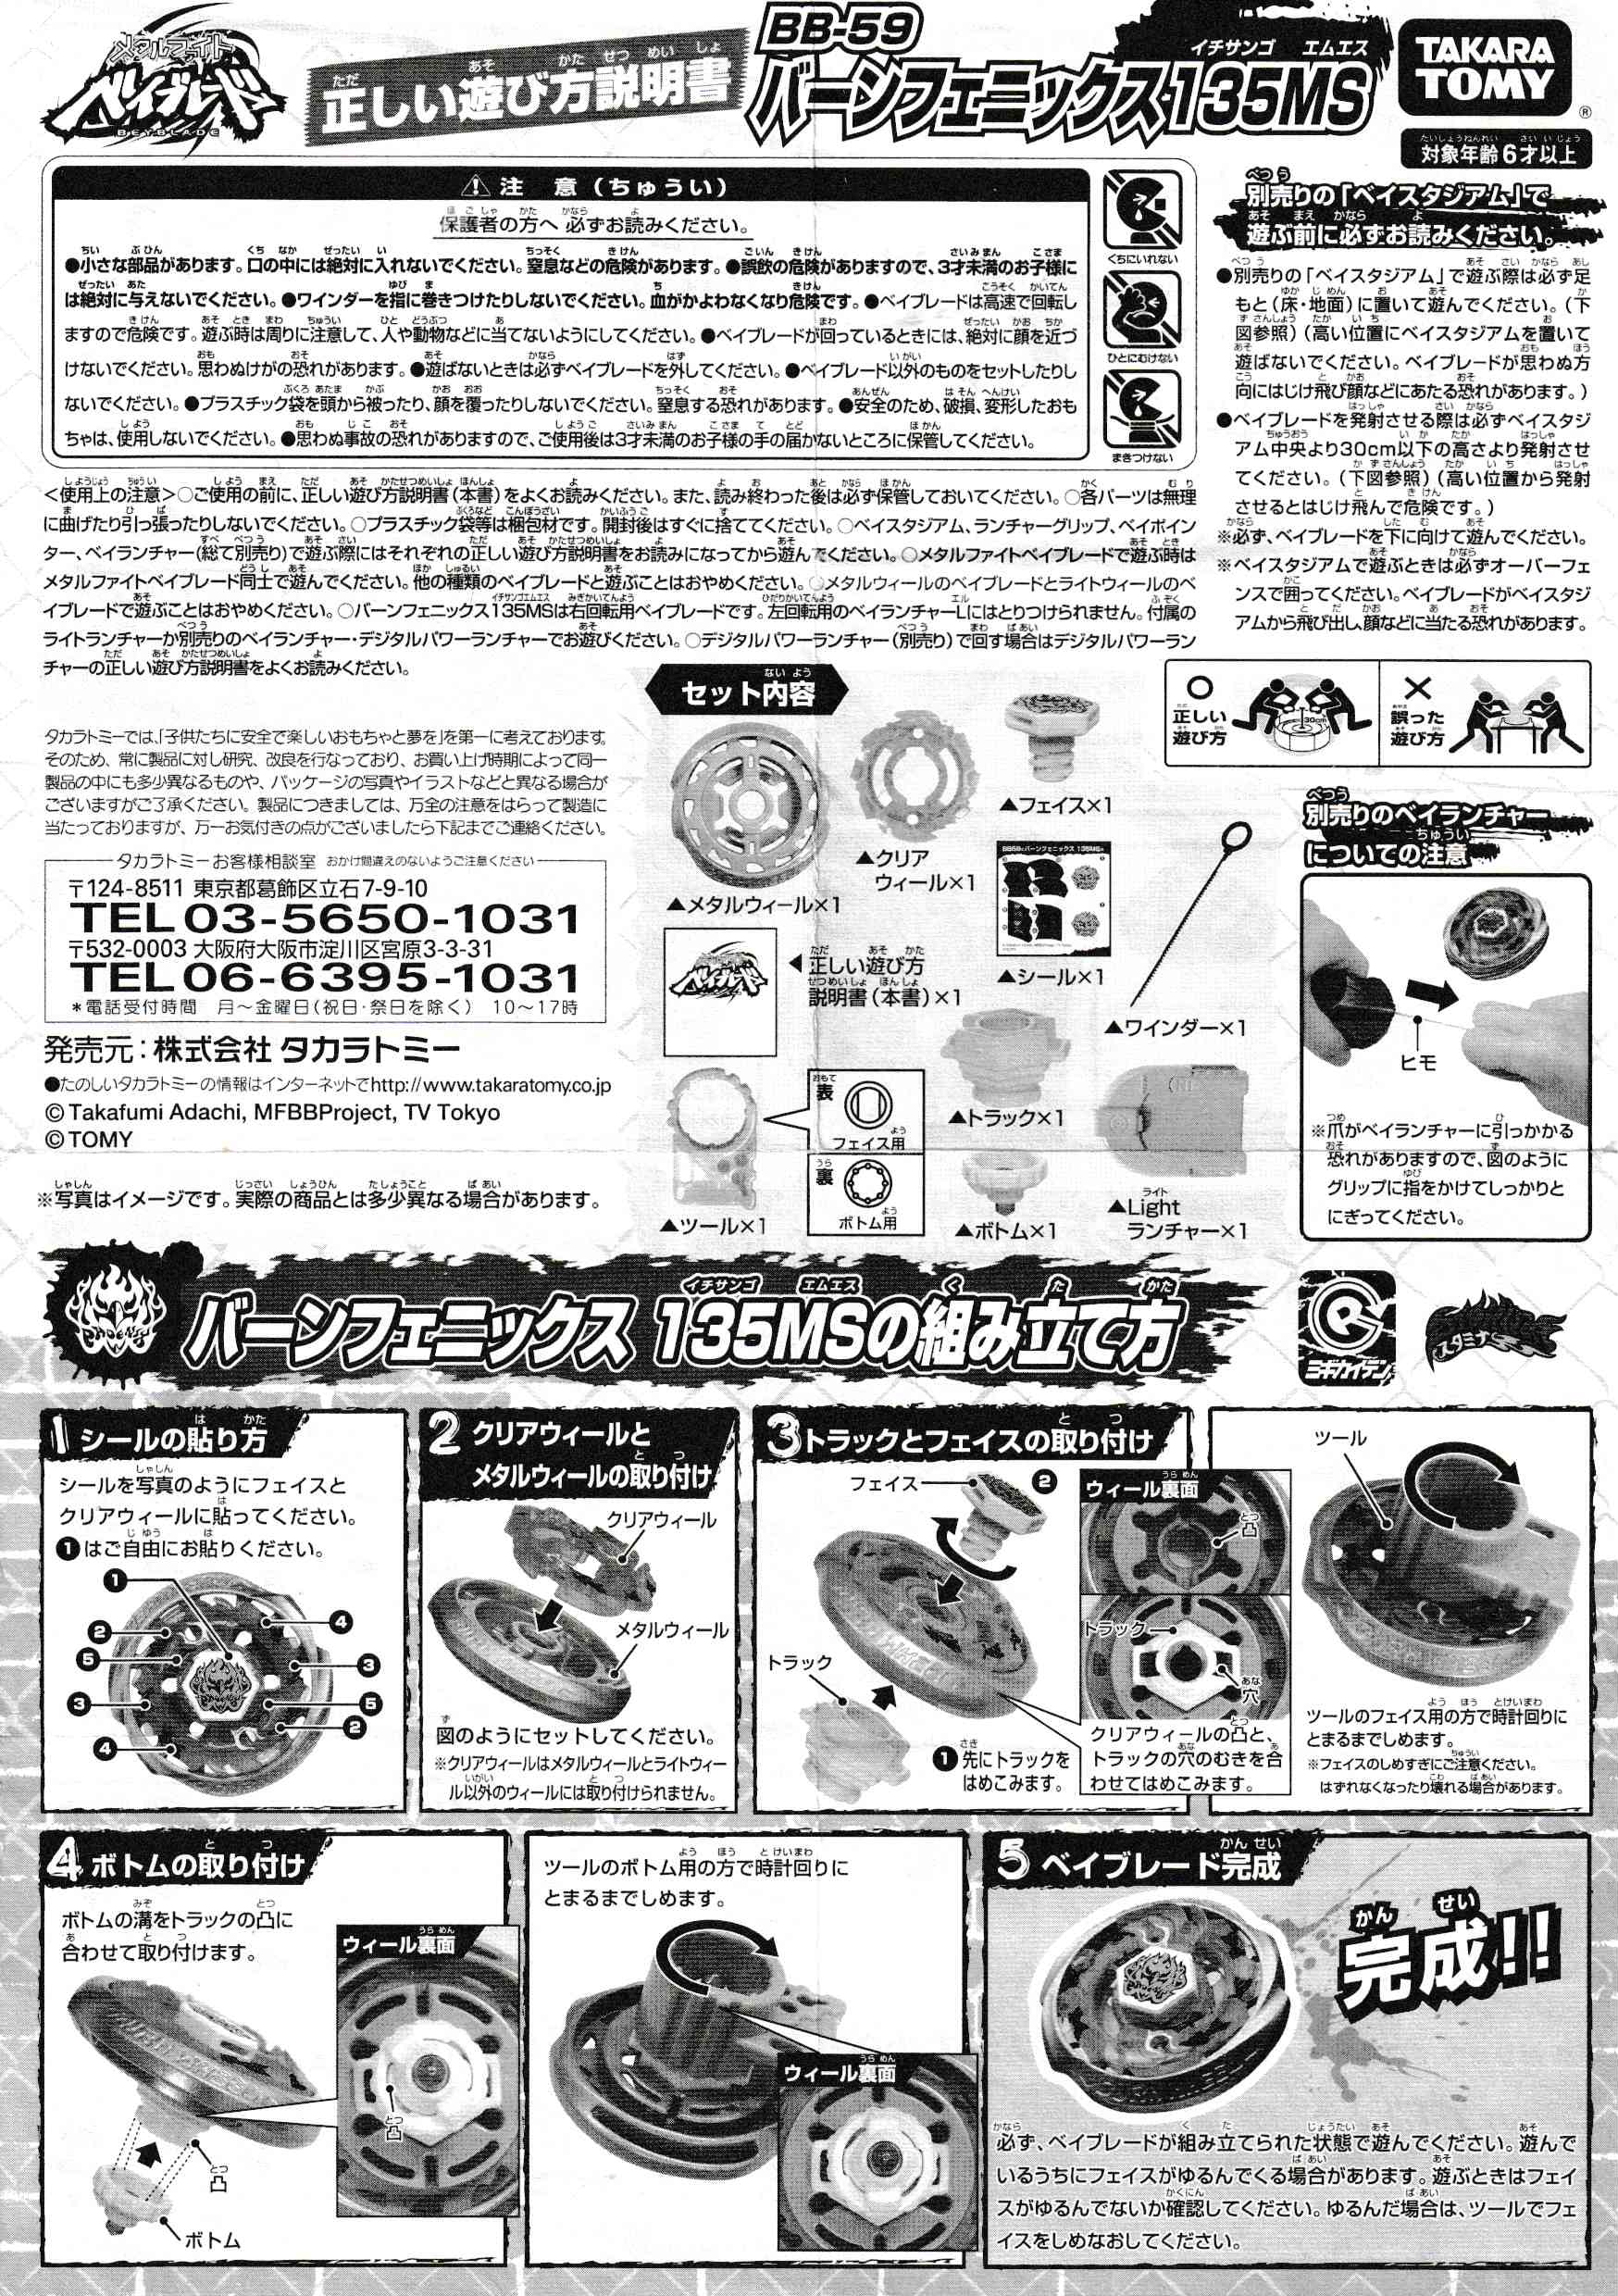 メタルファイト
ベイブレード
BEYBLADE
正しい遊び方説明書
BB-59
バーンフェニックス135MS
イチサンゴ エムエス
TAKARA
TOMY
®
対象年齢6才以上
⚠注 意(ちゅうい)
保護者の方へ 必ずお読みください。
●小さな部品があります。口の中には絶対に入れないでください。窒息などの危険があります。●誤飲の危険がありますので、3才未満のお子様に
は絶対に与えないでください。●ワインダーを指に巻きつけたりしないでください。血がかよわなくなり危険です。●ベイブレードは高速で回転し
ますので危険です。遊ぶ時は周りに注意して、人や動物などに当てないようにしてください。●ベイブレードが回っているときには、絶対に顔を近づ
けないでください。思わぬけがの恐れがあります。●遊ばないときは必ずベイブレードを外してください。●ベイブレード以外のものをセットしたりし
ないでください。●プラスチック袋を頭から被ったり、顔を覆ったりしないでください。窒息する恐れがあります。●安全のため、破損、変形したおも
ちゃは、使用しないでください。●思わぬ事故の恐れがありますので、ご使用後は3才未満のお子様の手の届かないところに保管してください。
くちにいれない
ひとにむけない
まきつけない
<使用上の注意>○ご使用の前に、正しい遊び方説明書(本書)をよくお読みください。また、読み終わった後は必ず保管しておいてください。○各パーツは無理
に曲げたり引っ張ったりしないでください。○プラスチック袋等は梱包材です。開封後はすぐに捨ててください。○ベイスタジアム、ランチャーグリップ、ベイポイン
ター、ベイランチャー(総て別売り)で遊ぶ際にはそれぞれの正しい遊び方説明書をお読みになってから遊んでください。○メタルファイトベイブレードで遊ぶ時は
メタルファイトベイブレード同士で遊んでください。他の種類のベイブレードと遊ぶことはおやめください。○メタルウィールのベイブレードとライトウィールのベ
イブレードで遊ぶことはおやめください。○バーンフェニックス135MSは右回転用ベイブレードです。左回転用のベイランチャーLにはとりつけられません。付属の
ライトランチャーか別売りのベイランチャー・デジタルパワーランチャーでお遊びください。○デジタルパワーランチャー(別売り)で回す場合はデジタルパワーラン
チャーの正しい遊び方説明書をよくお読みください。
別売りの「ベイスタジアム」で
遊ぶ前に必ずお読みください。
●別売りの「ベイスタジアム」で遊ぶ際は必ず足
もと(床・地面)に置いて遊んでください。(下
図参照)(高い位置にベイスタジアムを置いて
遊ばないでください。ベイブレードが思わぬ方
向にはじけ飛び顔などにあたる恐れがあります。)
●ベイブレードを発射させる際は必ずベイスタジ
アム中央より30cm以下の高さより発射させ
てください。(下図参照)(高い位置から発射
させるとはじけ飛んで危険です。)
※必ず、ベイブレードを下に向けて遊んでください。
※ベイスタジアムで遊ぶときは必ずオーバーフェ
ンスで囲ってください。ベイブレードがベイスタジ
アムから飛び出し、顔などに当たる恐れがあります。
○
正しい
遊び方
30cm
×
誤った
遊び方
タカラトミーでは、「子供たちに安全で楽しいおもちゃと夢を」を第一に考えております。
そのため、常に製品に対し研究、改良を行なっており、お買い上げ時期によって同一
製品の中にも多少異なるものや、パッケージの写真やイラストなどと異なる場合が
ございますがご了承ください。製品につきましては、万全の注意をはらって製造に
当たっておりますが、万一お気付きの点がございましたら下記までご連絡ください。
タカラトミーお客様相談室 おかけ間違えのないようご注意ください
〒124-8511 東京都葛飾区立石7-9-10
TEL 03-5650-1031
〒532-0003 大阪府大阪市淀川区宮原3-3-31
TEL 06-6395-1031
*電話受付時間 月〜金曜日(祝日・祭日を除く) 10〜17時
発売元:株式会社 タカラトミー
●たのしいタカラトミーの情報はインターネットでhttp://www.takaratomy.co.jp
© Takafumi Adachi, MFBBProject, TV Tokyo
© TOMY
※写真はイメージです。実際の商品とは多少異なる場合があります。
セット内容
▲メタルウィール×1
▲クリア
ウィール×1
▲フェイス×1
BB59バーンフェニックス 135MS
▲シール×1
▲ワインダー×1
◀正しい遊び方
説明書(本書)×1
▲トラック×1
▲ツール×1
表
フェイス用
裏
ボトム用
▲ボトム×1
▲Light
ランチャー×1
別売りのベイランチャー
についての注意
ヒモ
※爪がベイランチャーに引っかかる
恐れがありますので、図のように
グリップに指をかけてしっかりと
にぎってください。
PHOENIX
バーンフェニックス 135MSの組み立て方
ミギカイテン
スタミナ
1 シールの貼り方
シールを写真のようにフェイスと
クリアウィールに貼ってください。
❶はご自由にお貼りください。
❶
❷
❺
❸
❹
❹
❸
❺
❷
2 クリアウィールと
メタルウィールの取り付け
クリアウィール
メタルウィール
図のようにセットしてください。
※クリアウィールはメタルウィールとライトウィー
ル以外のウィールには取り付けられません。
3 トラックとフェイスの取り付け
フェイス
❷
トラック
❶先にトラックを
はめこみます。
ウィール裏面
凸
トラック
穴
クリアウィールの凸と、
トラックの穴のむきを合
わせてはめこみます。
ツール
ツールのフェイス用の方で時計回りに
とまるまでしめます。
※フェイスのしめすぎにご注意ください。
はずれなくなったり壊れる場合があります。
4 ボトムの取り付け
ボトムの溝をトラックの凸に
合わせて取り付けます。
ウィール裏面
凸
凸
ボトム
ツールのボトム用の方で時計回りに
とまるまでしめます。
ウィール裏面
5 ベイブレード完成
完成!!
必ず、ベイブレードが組み立てられた状態で遊んでください。遊んで
いるうちにフェイスがゆるんでくる場合があります。遊ぶときはフェイ
スがゆるんでないか確認してください。ゆるんだ場合は、ツールでフェ
イスをしめなおしてください。